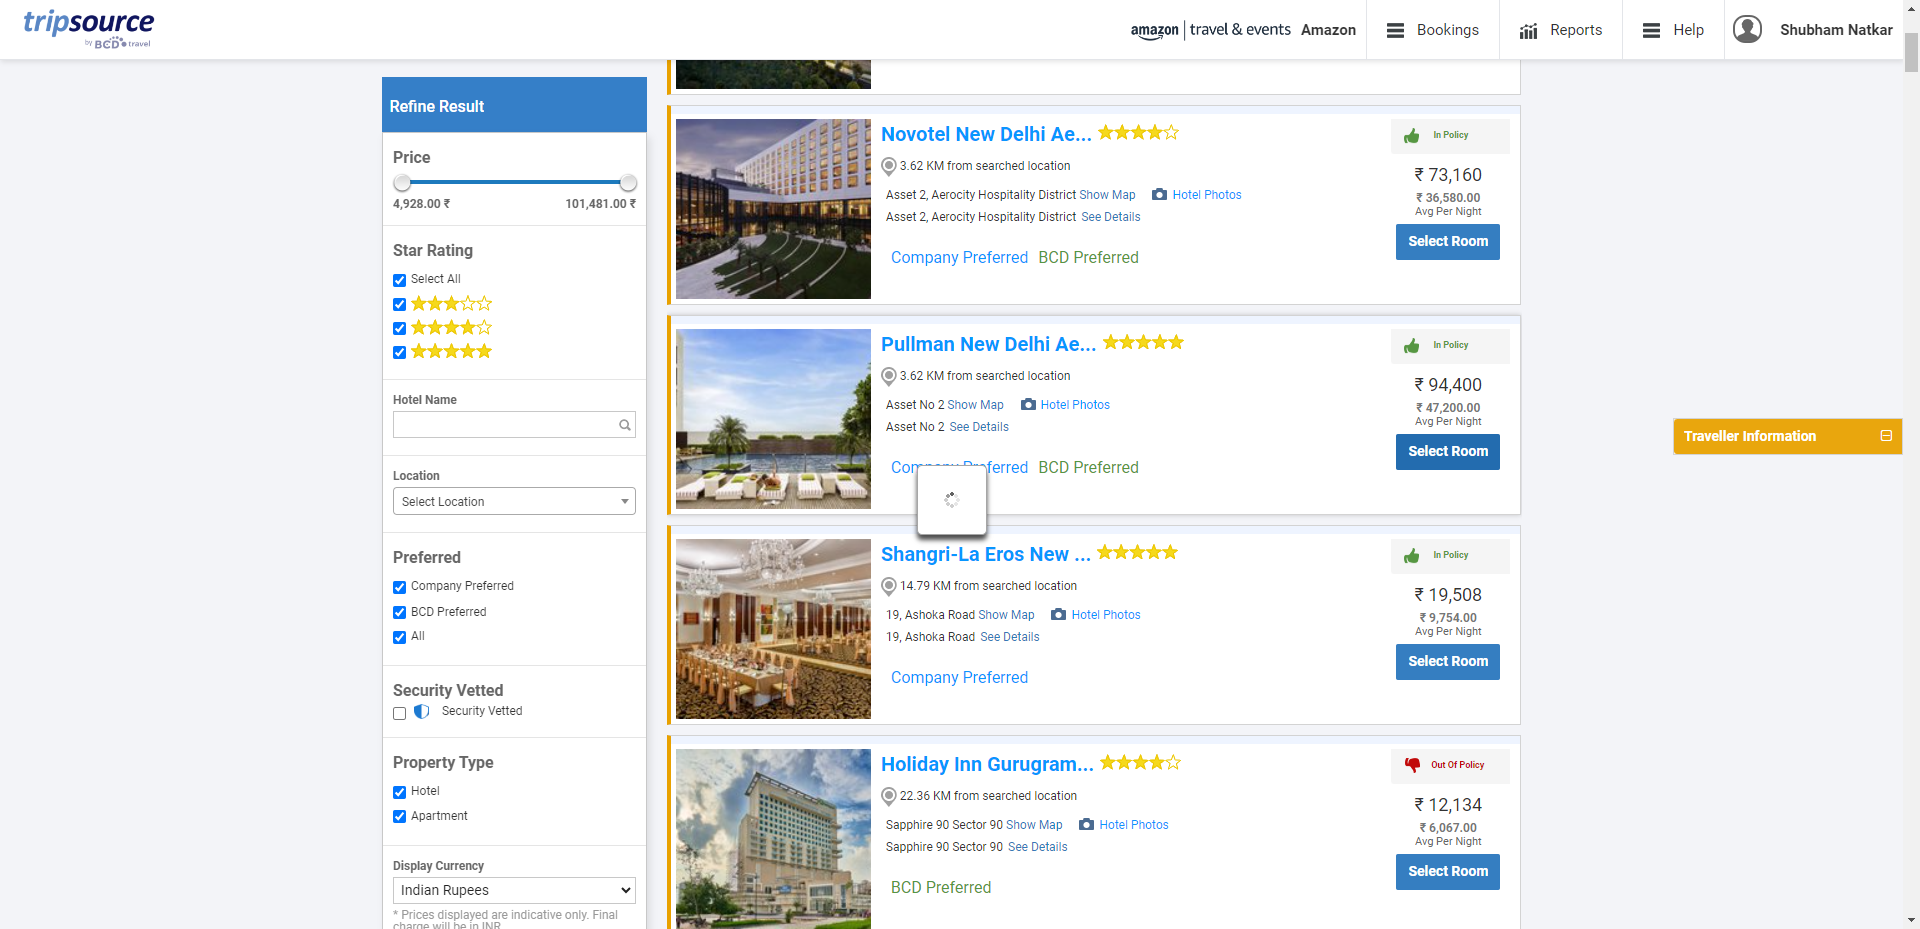 tripsource
by BCD travel
amazon | travel & events Amazon
Bookings
Reports
Help
Shubham Natkar
Refine Result
Price
4,928.00 ₹ 101,481.00 ₹
Star Rating
Select All
Hotel Name
Location
Select Location
Preferred
Company Preferred
BCD Preferred
All
Security Vetted
Security Vetted
Property Type
Hotel
Apartment
Display Currency
Indian Rupees
* Prices displayed are indicative only. Final
charge will be in INR
Novotel New Delhi Ae...
3.62 KM from searched location
Asset 2, Aerocity Hospitality District Show Map Hotel Photos
Asset 2, Aerocity Hospitality District See Details
Company Preferred BCD Preferred
In Policy
₹ 73,160
₹ 36,580.00
Avg Per Night
Select Room
Pullman New Delhi Ae...
3.62 KM from searched location
Asset No 2 Show Map Hotel Photos
Asset No 2 See Details
Company Preferred BCD Preferred
In Policy
₹ 94,400
₹ 47,200.00
Avg Per Night
Select Room
Shangri-La Eros New ...
14.79 KM from searched location
19, Ashoka Road Show Map Hotel Photos
19, Ashoka Road See Details
Company Preferred
In Policy
₹ 19,508
₹ 9,754.00
Avg Per Night
Select Room
Holiday Inn Gurugram...
22.36 KM from searched location
Sapphire 90 Sector 90 Show Map Hotel Photos
Sapphire 90 Sector 90 See Details
BCD Preferred
Out Of Policy
₹ 12,134
₹ 6,067.00
Avg Per Night
Select Room
Traveller Information